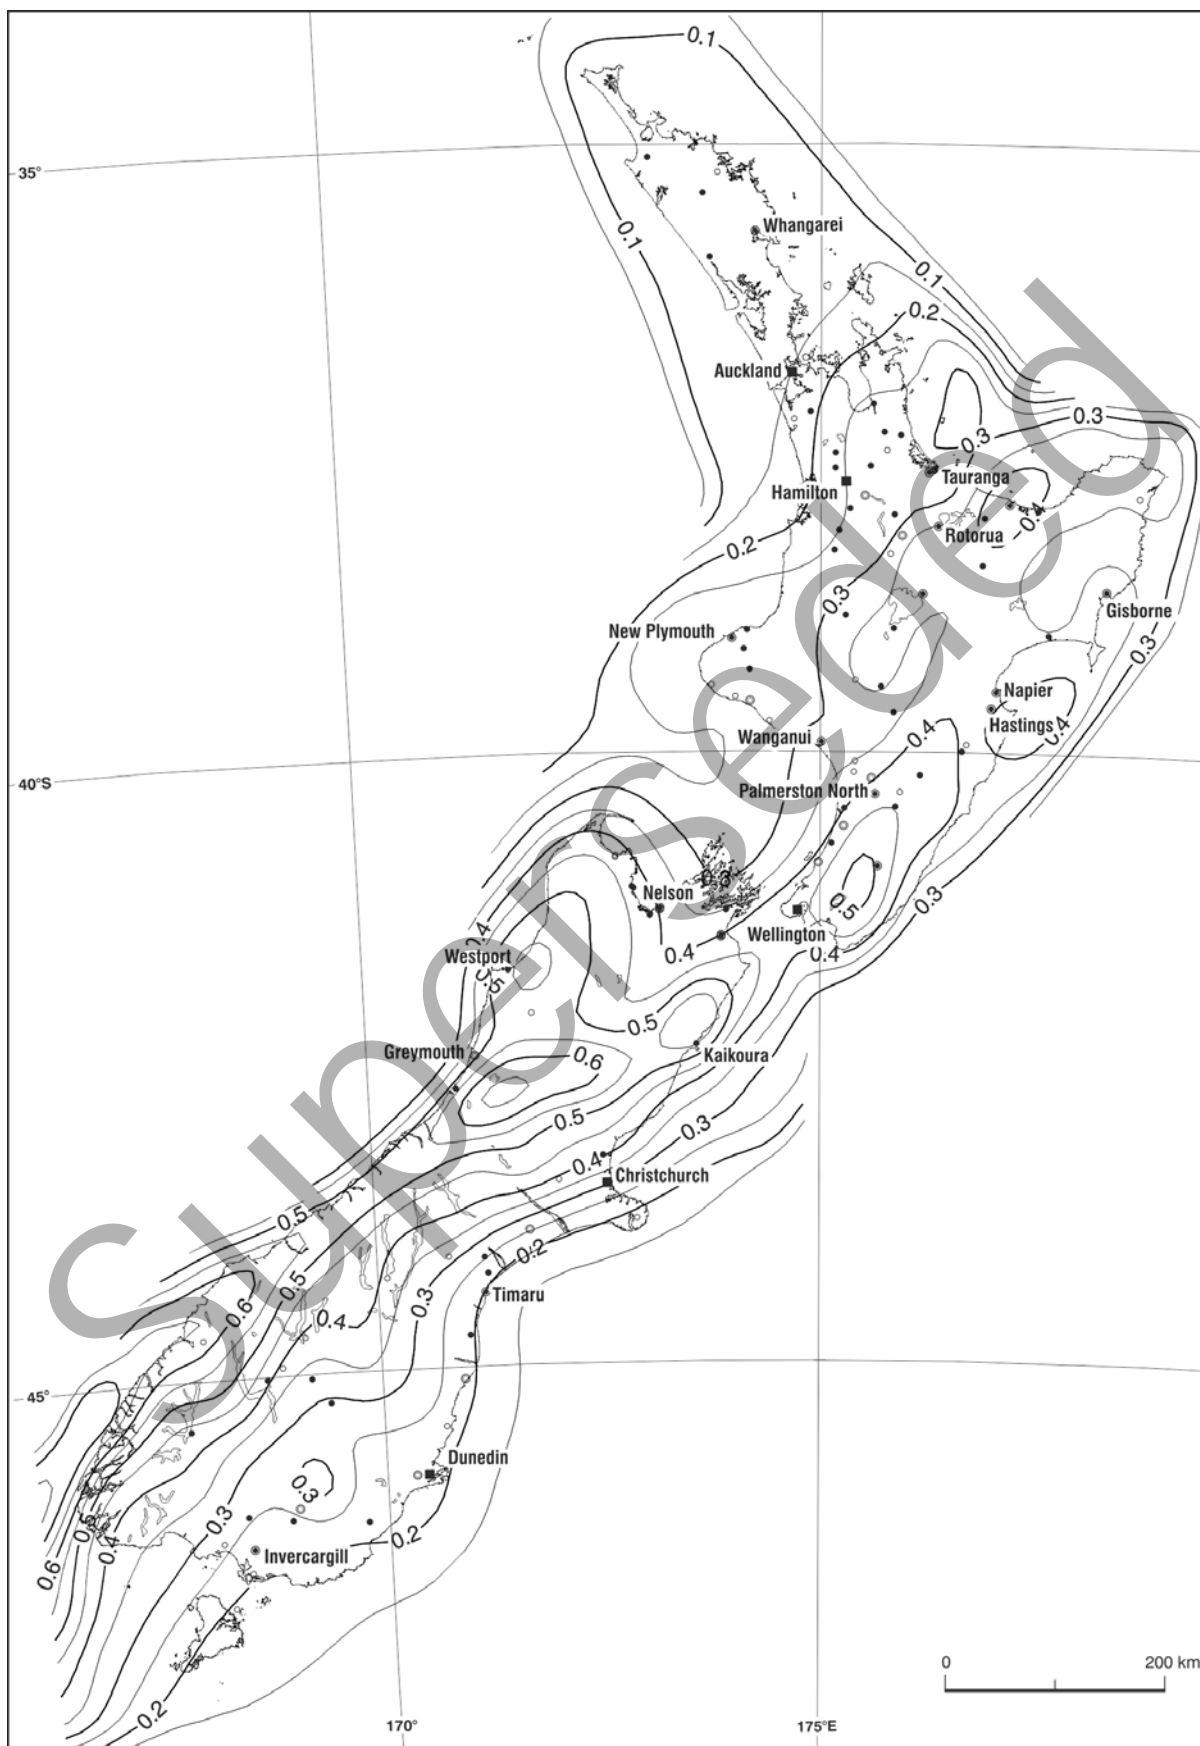 0.1
35°
Whangarei
0.1
0.1
0.2
Auckland
0.3
0.3
Tauranga
Hamilton
0.4
Rotorua
0.2
0.3
Gisborne
New Plymouth
0.3
Napier
Hastings
0.4
Wanganui
0.4
40°S
Palmerston North
0.3
Nelson
0.5
0.3
Wellington
0.4
0.4
0.4
Westport
0.5
0.5
Greymouth
0.6
Kaikoura
0.5
0.3
0.4
Christchurch
0.5
0.2
0.5
Timaru
0.3
0.6
0.4
45°
Dunedin
0.3
0.3
0.5
0.4
0.2
Invercargill
0.6
0.2
0 200 km
170° 175°E
Superseded